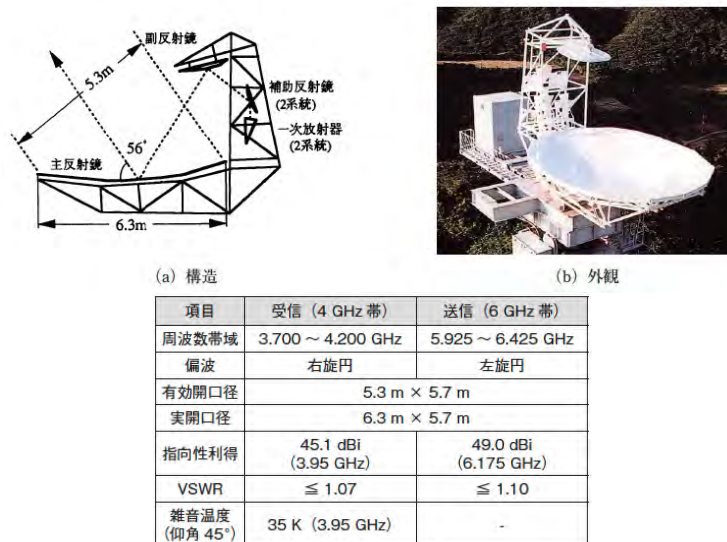 副反射鏡
5.3m
補助反射鏡
(2系統)
一次放射器
(2系統)
主反射鏡
56°
6.3m
(a) 構造
(b) 外観
項目 受信（4 GHz 帯） 送信（6 GHz 帯）
周波数帯域 3.700 ～ 4.200 GHz 5.925 ～ 6.425 GHz
偏波 右旋円 左旋円
有効開口径 5.3 m × 5.7 m
実開口径 6.3 m × 5.7 m
指向性利得 45.1 dBi (3.95 GHz) 49.0 dBi (6.175 GHz)
VSWR ≦ 1.07 ≦ 1.10
雑音温度 (仰角 45°) 35 K（3.95 GHz） -